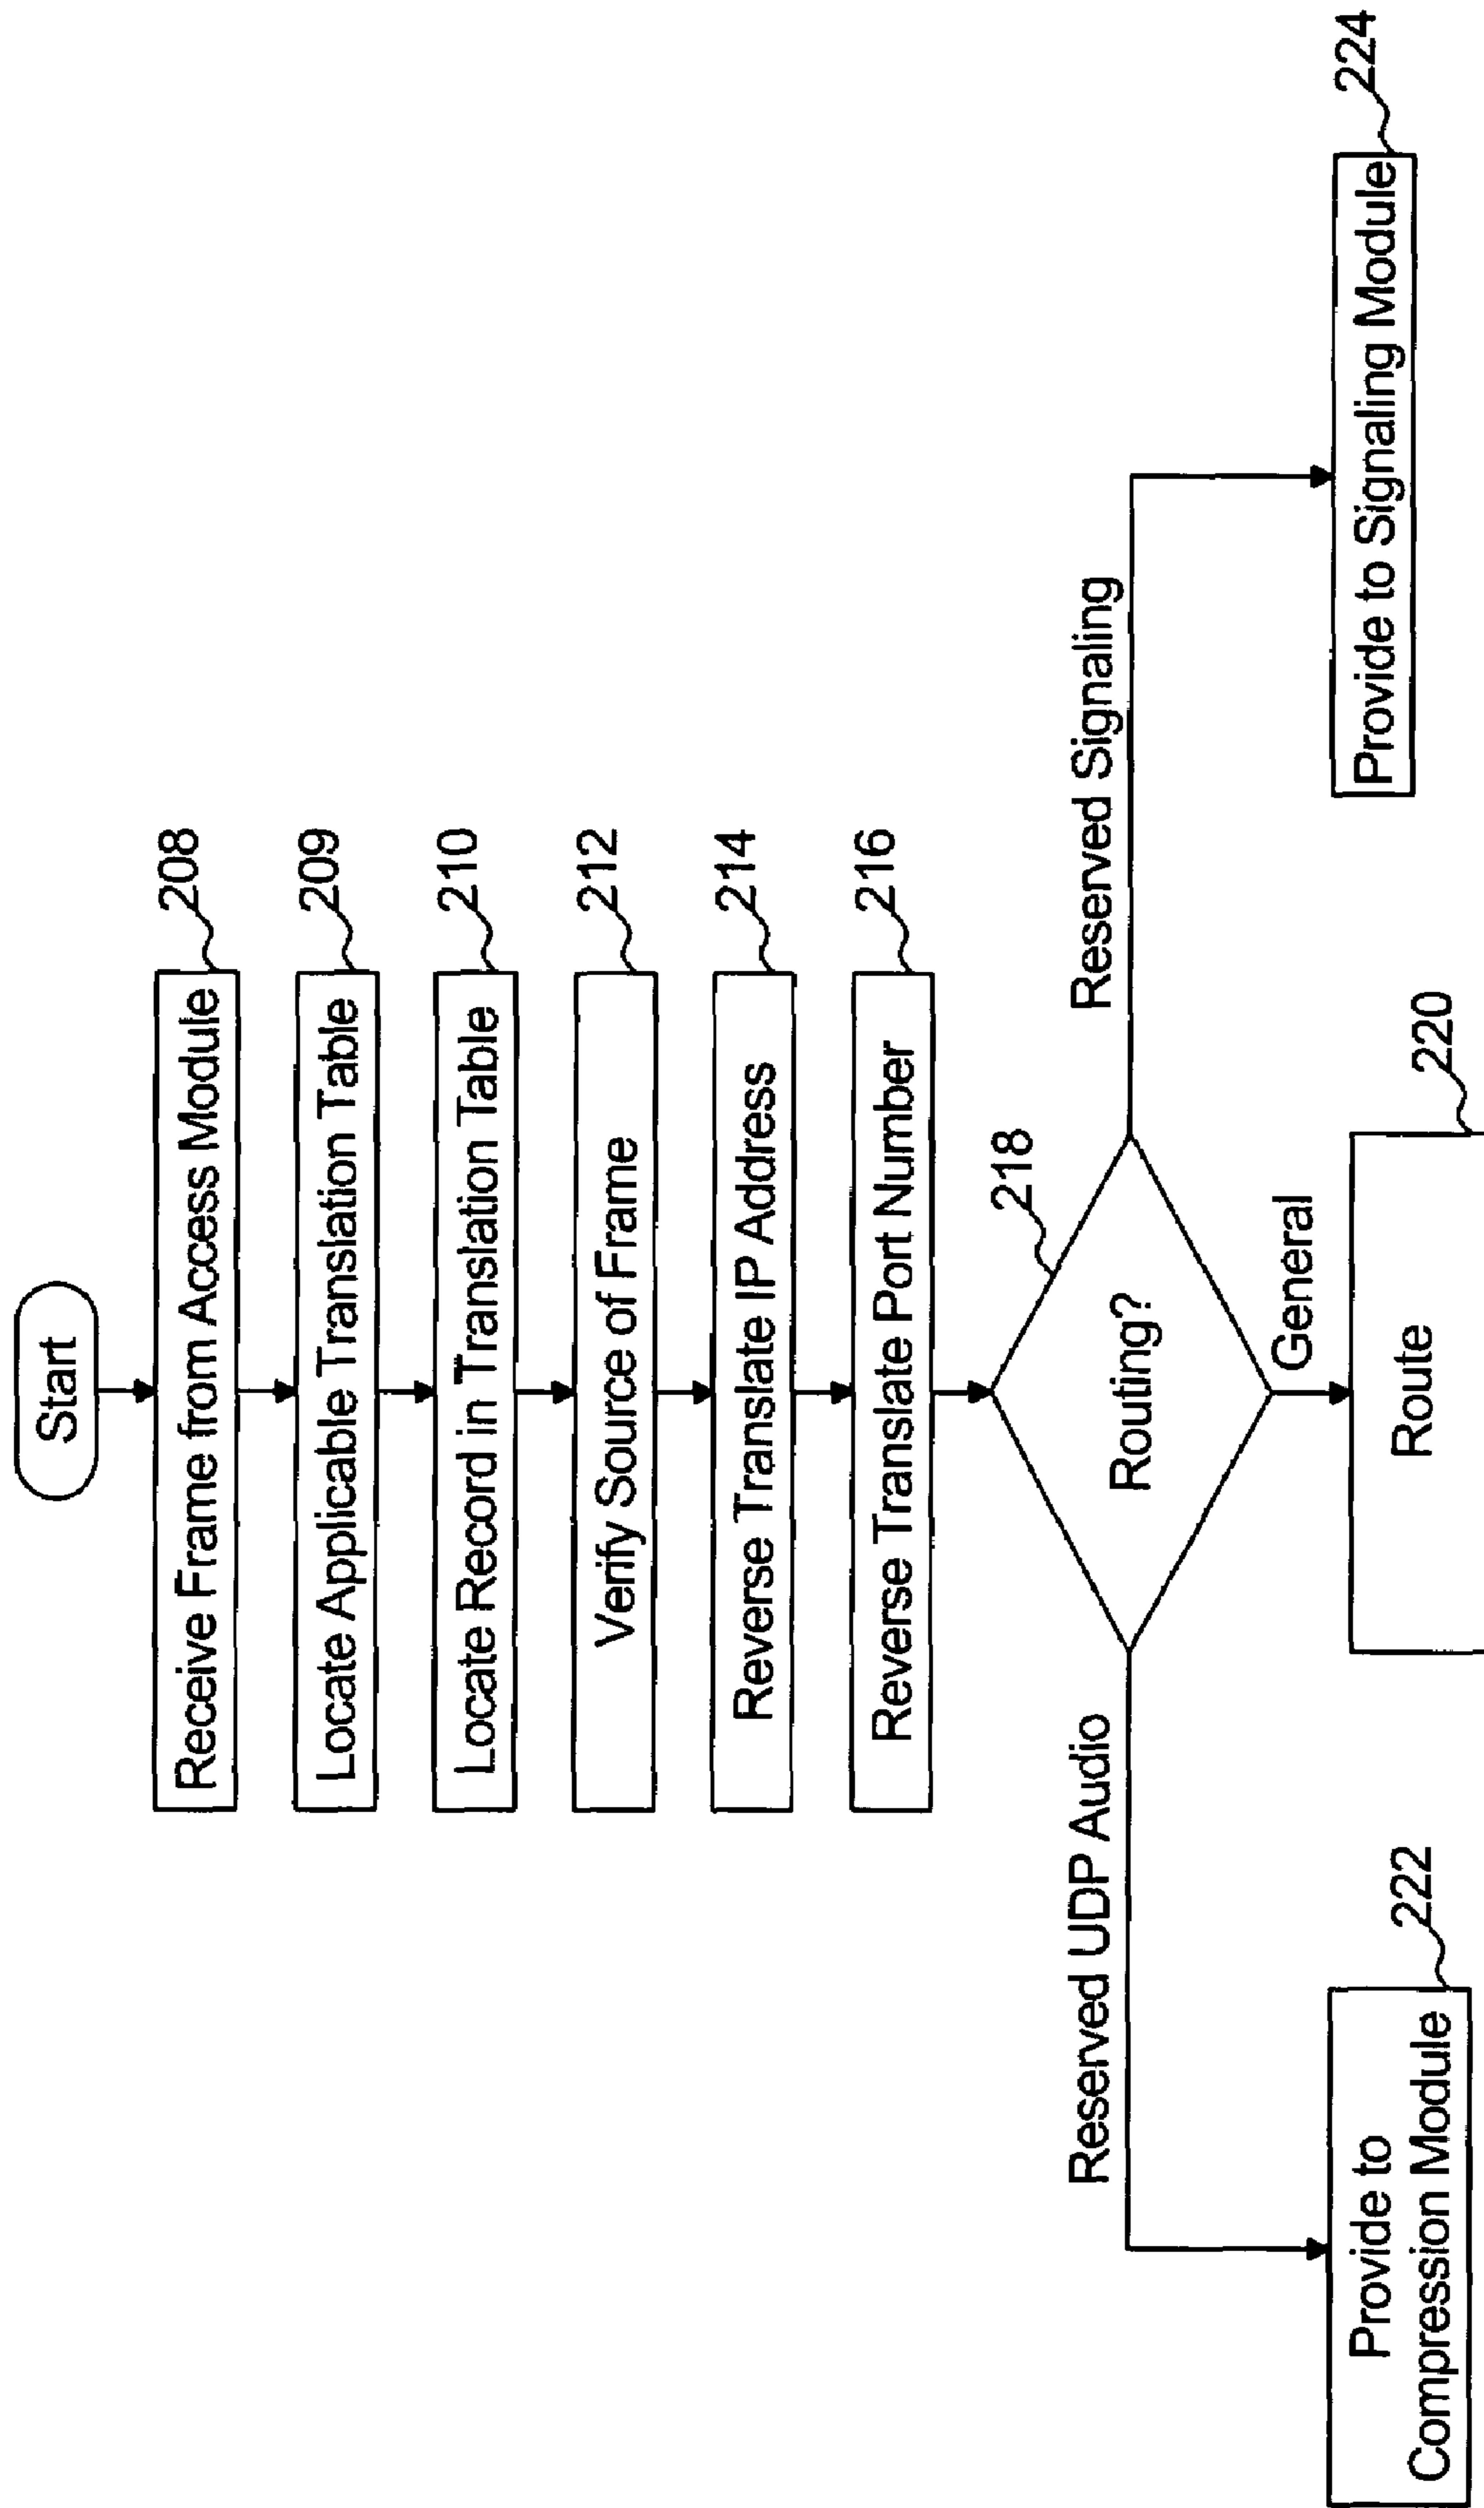 Start
Receive Frame from Access Module
208
Locate Applicable Translation Table
209
Locate Record in Translation Table
210
Verify Source of Frame
212
Reverse Translate IP Address
214
Reverse Translate Port Number
216
218
Routing?
Reserved UDP Audio
Reserved Signaling
General
Provide to
Compression Module
222
Route
220
Provide to Signaling Module
224